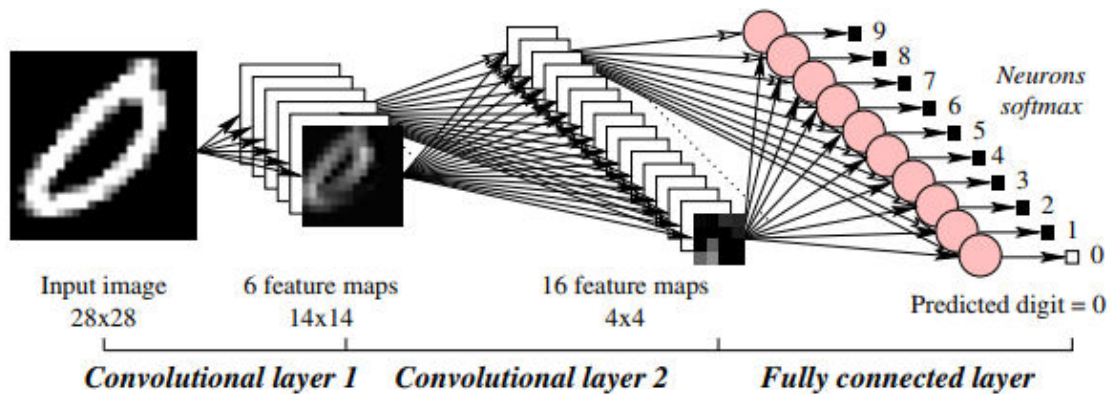 9
8
7
6
5
4
3
2
1
0
Neurons
softmax
Input image
28x28
6 feature maps
14x14
16 feature maps
4x4
Predicted digit = 0
Convolutional layer 1
Convolutional layer 2
Fully connected layer